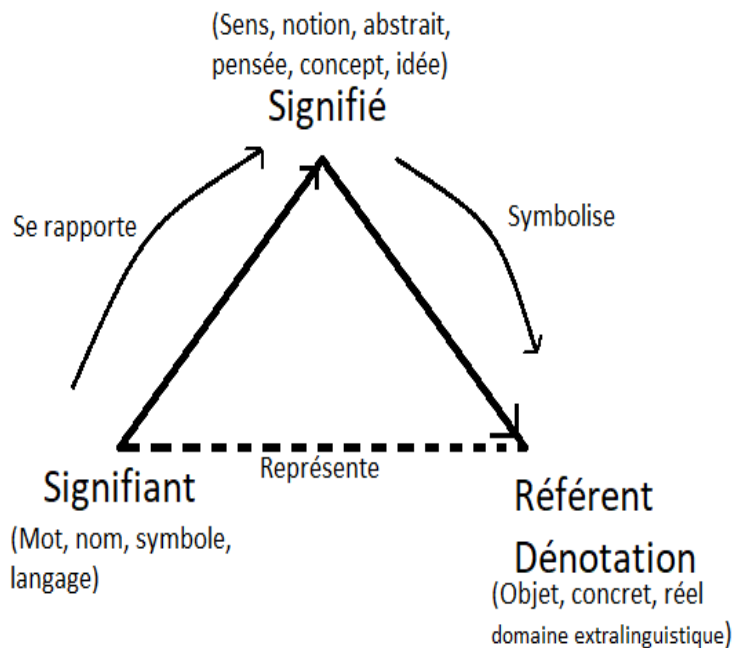 (Sens, notion, abstrait,
pensée, concept, idée)
Signifié
Se rapporte
Symbolise
Représente
Signifiant
(Mot, nom, symbole,
langage)
Référent
Dénotation
(Objet, concret, réel
domaine extralinguistique)